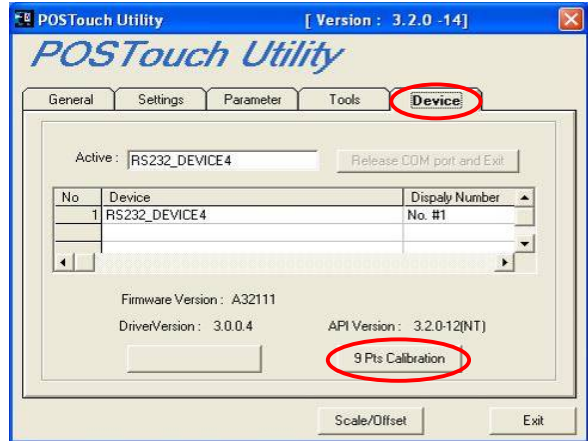 POSTouch Utility [ Version : 3.2.0 -14]
POSTouch Utility
General Settings Parameter Tools Device
Active : RS232_DEVICE4 Release COM port and Exit
No Device Dispaly Number
1 RS232_DEVICE4 No. #1
Firmware Version : A32111
DriverVersion : 3.0.0.4 API Version : 3.2.0-12(NT)
9 Pts Calibration
Scale/Offset Exit